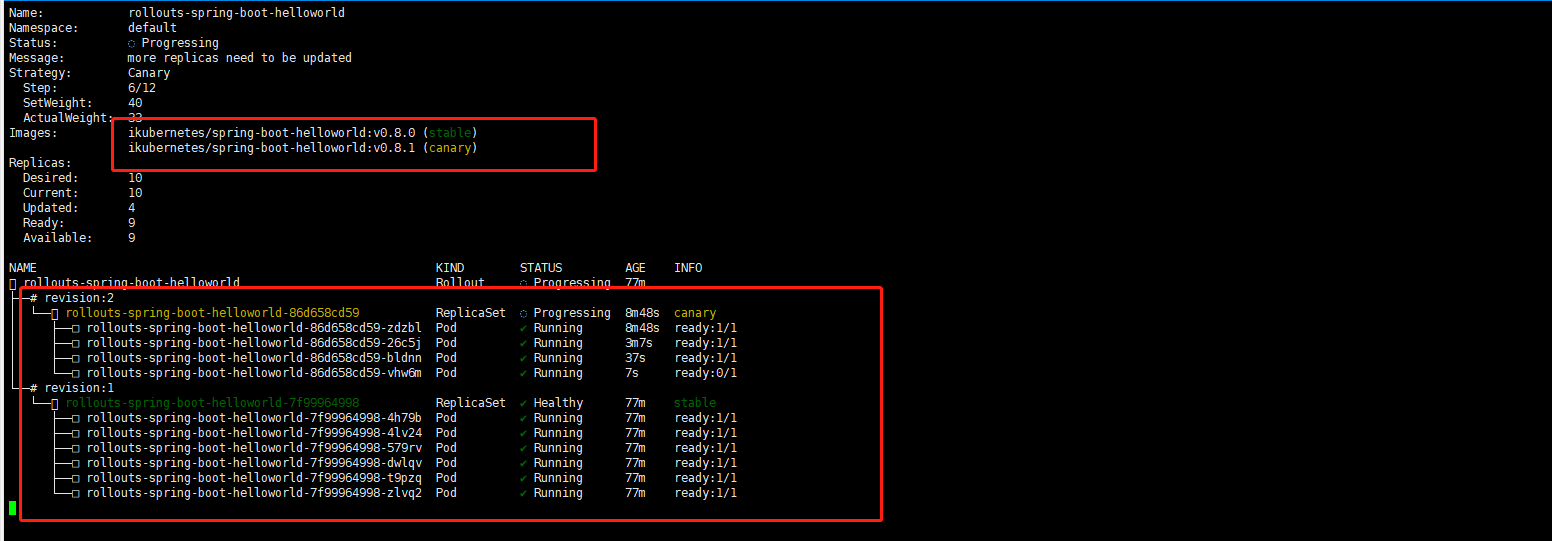 Name: rollouts-spring-boot-helloworld
Namespace: default
Status: ◌ Progressing
Message: more replicas need to be updated
Strategy: Canary
Step: 6/12
SetWeight: 40
ActualWeight: 33
Images: ikubernetes/spring-boot-helloworld:v0.8.0 (stable)
ikubernetes/spring-boot-helloworld:v0.8.1 (canary)
Replicas:
Desired: 10
Current: 10
Updated: 4
Ready: 9
Available: 9
NAME KIND STATUS AGE INFO
rollouts-spring-boot-helloworld Rollout ◌ Progressing 77m
# revision:2
rollouts-spring-boot-helloworld-86d658cd59 ReplicaSet ◌ Progressing 8m48s canary
rollouts-spring-boot-helloworld-86d658cd59-zdzbl Pod ✔ Running 8m48s ready:1/1
rollouts-spring-boot-helloworld-86d658cd59-26c5j Pod ✔ Running 3m7s ready:1/1
rollouts-spring-boot-helloworld-86d658cd59-bldnn Pod ✔ Running 37s ready:1/1
rollouts-spring-boot-helloworld-86d658cd59-vhw6m Pod ✔ Running 7s ready:0/1
# revision:1
rollouts-spring-boot-helloworld-7f99964998 ReplicaSet ✔ Healthy 77m stable
rollouts-spring-boot-helloworld-7f99964998-4h79b Pod ✔ Running 77m ready:1/1
rollouts-spring-boot-helloworld-7f99964998-4lv24 Pod ✔ Running 77m ready:1/1
rollouts-spring-boot-helloworld-7f99964998-579rv Pod ✔ Running 77m ready:1/1
rollouts-spring-boot-helloworld-7f99964998-dwlqv Pod ✔ Running 77m ready:1/1
rollouts-spring-boot-helloworld-7f99964998-t9pzq Pod ✔ Running 77m ready:1/1
rollouts-spring-boot-helloworld-7f99964998-zlvq2 Pod ✔ Running 77m ready:1/1